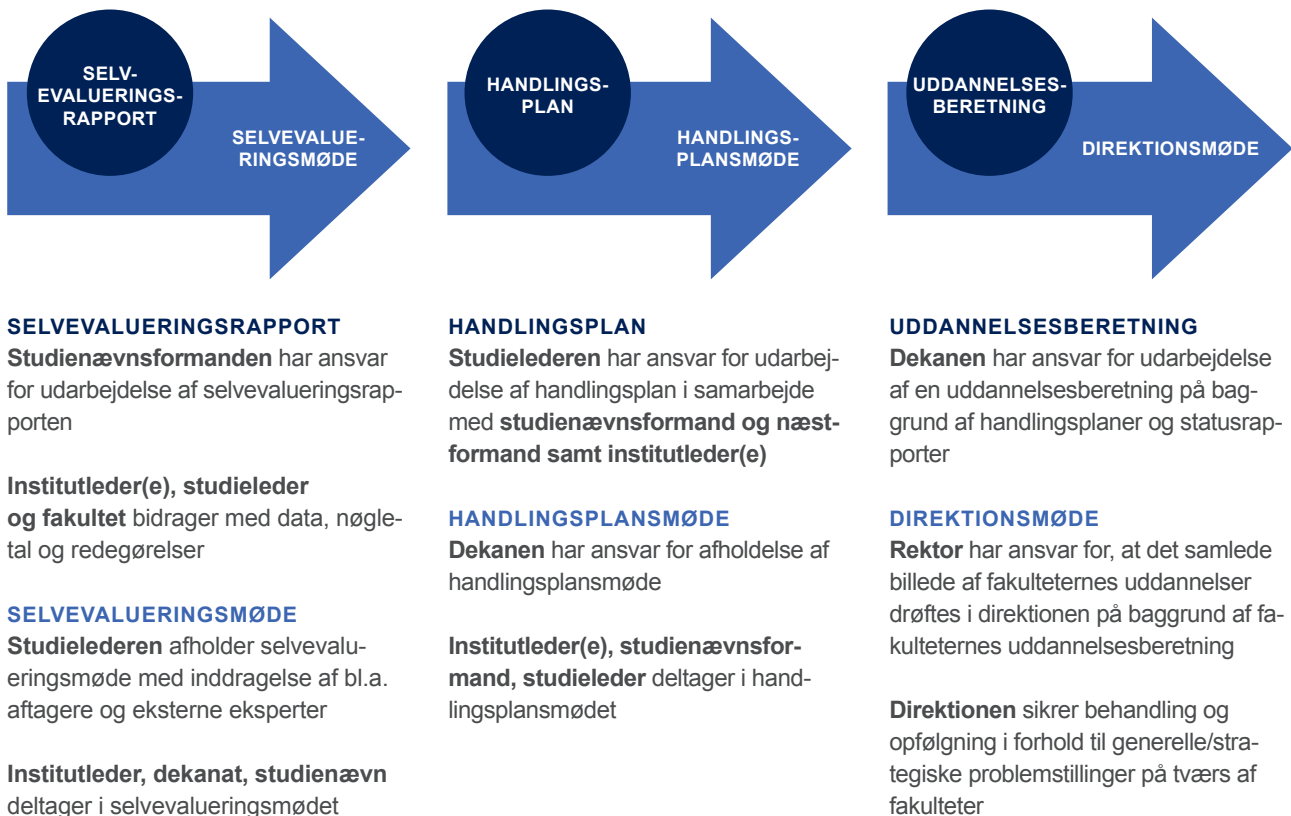 SELV-
EVALUERINGS-
RAPPORT
SELVEVALUE-
RINGSMØDE
HANDLINGS-
PLAN
HANDLINGS-
PLANSMØDE
UDDANNELSES-
BERETNING
DIREKTIONSMØDE
SELVEVALUERINGSRAPPORT
Studienævnsformanden har ansvar
for udarbejdelse af selvevalueringsrap-
porten
Institutleder(e), studieleder
og fakultet bidrager med data, nøgle-
tal og redegørelser
SELVEVALUERINGSMØDE
Studielederen afholder selvevalu-
eringsmøde med inddragelse af bl.a.
aftagere og eksterne eksperter
Institutleder, dekanat, studienævn
deltager i selvevalueringsmødet
HANDLINGSPLAN
Studielederen har ansvar for udarbej-
delse af handlingsplan i samarbejde
med studienævnsformand og næst-
formand samt institutleder(e)
HANDLINGSPLANSMØDE
Dekanen har ansvar for afholdelse af
handlingsplansmøde
Institutleder(e), studienævnsfor-
mand, studieleder deltager i hand-
lingsplansmødet
UDDANNELSESBERETNING
Dekanen har ansvar for udarbejdelse
af en uddannelsesberetning på bag-
grund af handlingsplaner og statusrap-
porter
DIREKTIONSMØDE
Rektor har ansvar for, at det samlede
billede af fakulteternes uddannelser
drøftes i direktionen på baggrund af fa-
kulteternes uddannelsesberetning
Direktionen sikrer behandling og
opfølgning i forhold til generelle/stra-
tegiske problemstillinger på tværs af
fakulteter